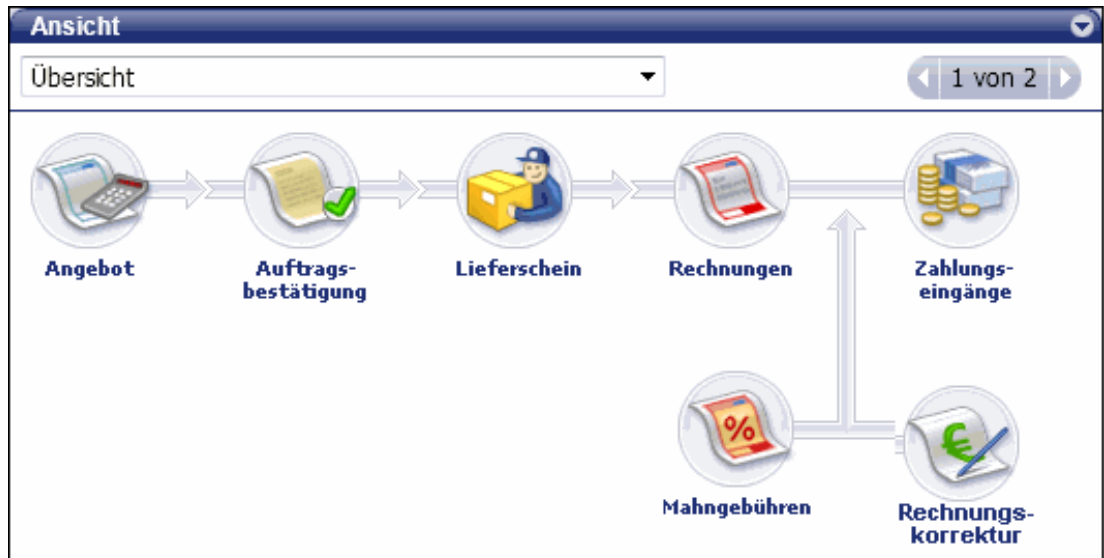 Ansicht
Übersicht
1 von 2
Angebot
Auftrags-
bestätigung
Lieferschein
Rechnungen
Zahlungs-
eingänge
%
€
Mahngebühren
Rechnungs-
korrektur